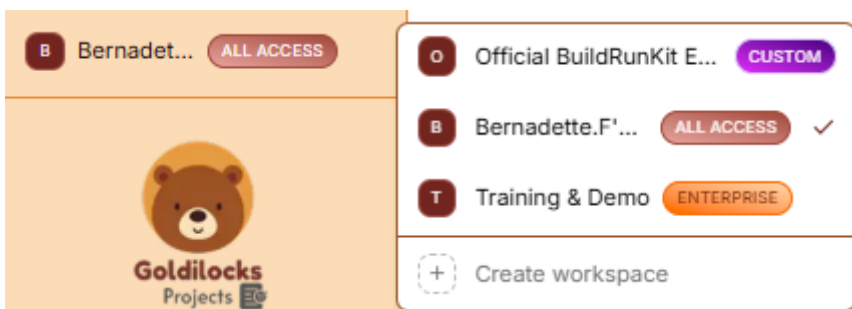 B Bernadet... ALL ACCESS
Goldilocks
Projects
O Official BuildRunKit E... CUSTOM
B Bernadette.F'... ALL ACCESS
T Training & Demo ENTERPRISE
+ Create workspace